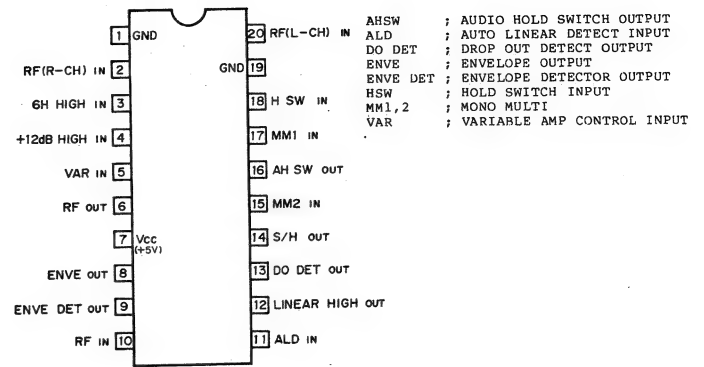 1 GND
20 RF(L-CH) IN
RF(R-CH) IN 2
GND 19
6H HIGH IN 3
18 H SW IN
+12dB HIGH IN 4
17 MM1 IN
VAR IN 5
16 AH SW OUT
RF OUT 6
15 MM2 IN
7 Vcc
(+5V)
14 S/H OUT
ENVE OUT 8
13 DO DET OUT
ENVE DET OUT 9
12 LINEAR HIGH OUT
RF IN 10
11 ALD IN
AHSW ; AUDIO HOLD SWITCH OUTPUT
ALD ; AUTO LINEAR DETECT INPUT
DO DET ; DROP OUT DETECT OUTPUT
ENVE ; ENVELOPE OUTPUT
ENVE DET ; ENVELOPE DETECTOR OUTPUT
HSW ; HOLD SWITCH INPUT
MM1,2 ; MONO MULTI
VAR ; VARIABLE AMP CONTROL INPUT